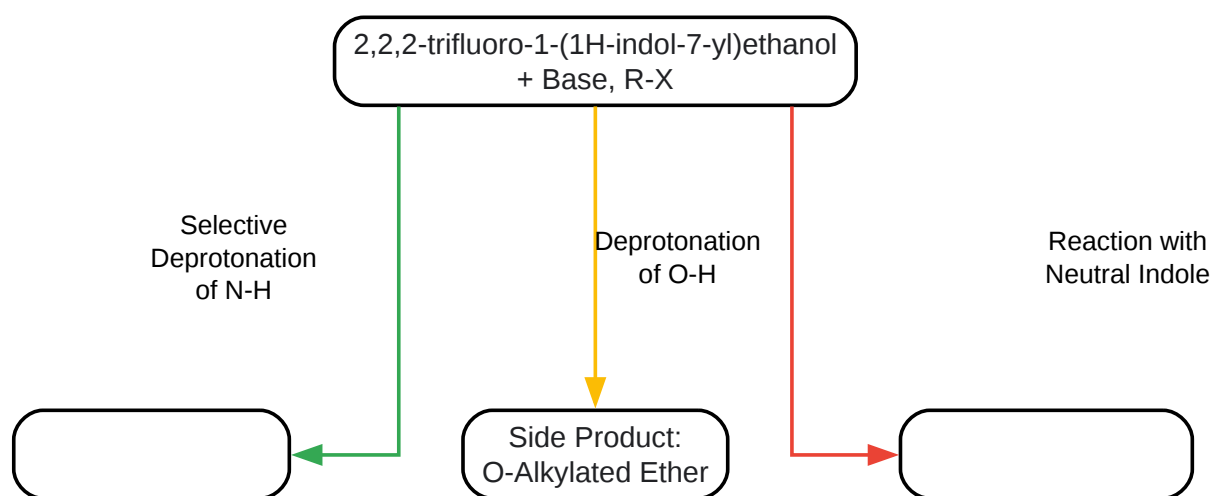 2,2,2-trifluoro-1-(1H-indol-7-yl)ethanol
+ Base, R-X
Selective
Deprotonation
of N-H
Deprotonation
of O-H
Reaction with
Neutral Indole
Side Product:
O-Alkylated Ether